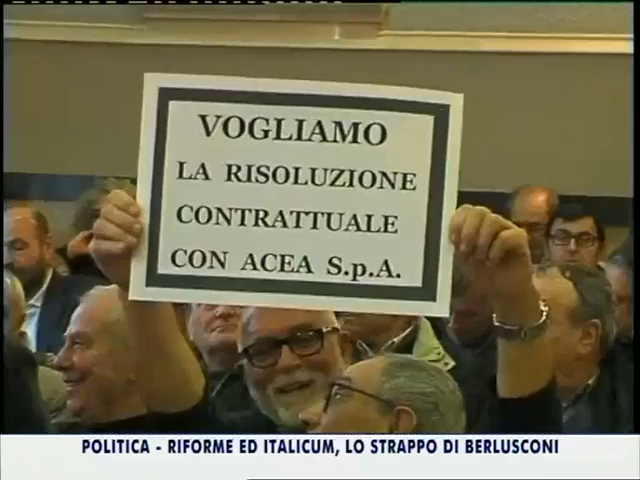 VOGLIAMO
LA RISOLUZIONE
CONTRATTUALE
CON ACEA S.p.A.
POLITICA - RIFORME ED ITALICUM, LO STRAPPO DI BERLUSCONI